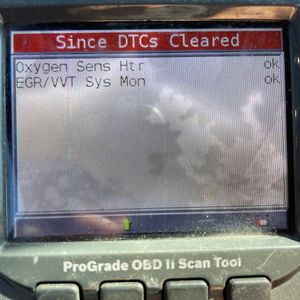 Since DTCs Cleared
Oxygen Sens Htr ok
EGR/VVT Sys Mon ok
ProGrade OBD II Scan Tool